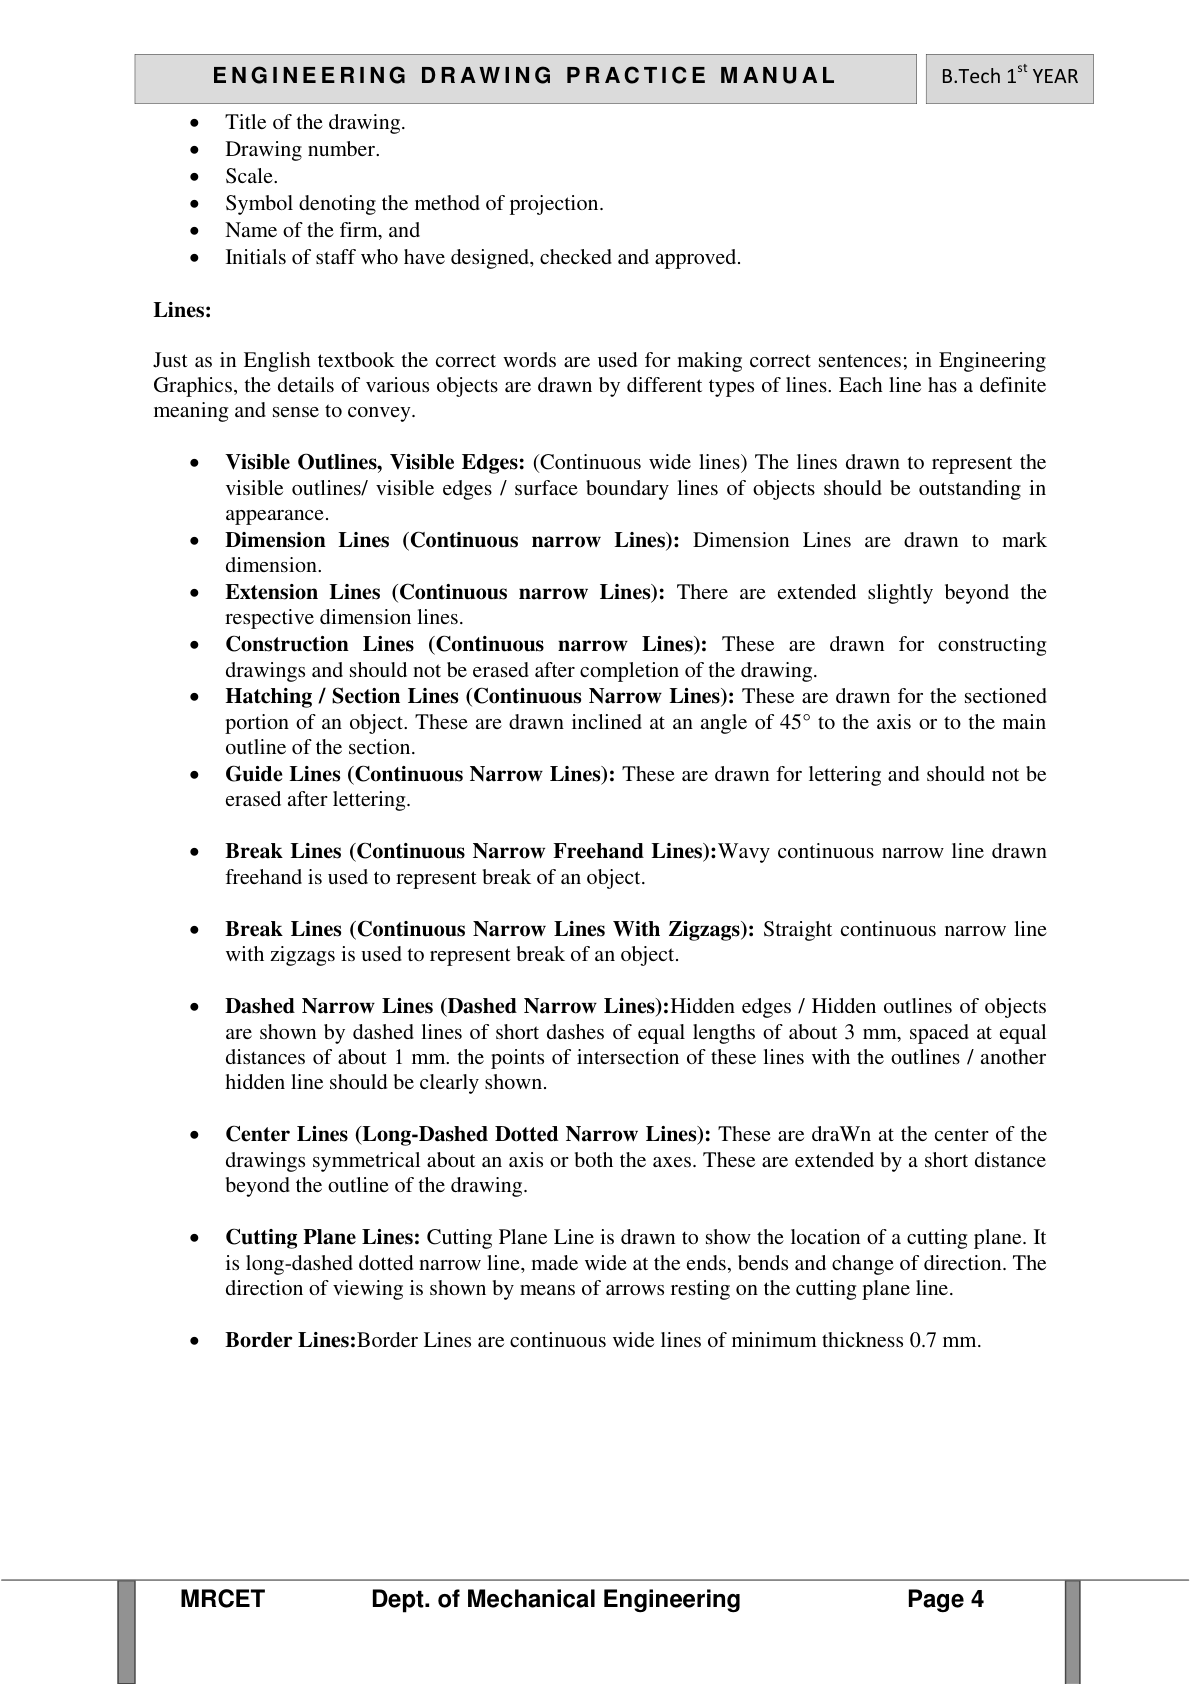 ENGINEERING DRAWING PRACTICE MANUAL
B.Tech 1st YEAR
• Title of the drawing.
• Drawing number.
• Scale.
• Symbol denoting the method of projection.
• Name of the firm, and
• Initials of staff who have designed, checked and approved.
Lines:
Just as in English textbook the correct words are used for making correct sentences; in Engineering
Graphics, the details of various objects are drawn by different types of lines. Each line has a definite
meaning and sense to convey.
• Visible Outlines, Visible Edges: (Continuous wide lines) The lines drawn to represent the
visible outlines/ visible edges / surface boundary lines of objects should be outstanding in
appearance.
• Dimension Lines (Continuous narrow Lines): Dimension Lines are drawn to mark
dimension.
• Extension Lines (Continuous narrow Lines): There are extended slightly beyond the
respective dimension lines.
• Construction Lines (Continuous narrow Lines): These are drawn for constructing
drawings and should not be erased after completion of the drawing.
• Hatching / Section Lines (Continuous Narrow Lines): These are drawn for the sectioned
portion of an object. These are drawn inclined at an angle of 45° to the axis or to the main
outline of the section.
• Guide Lines (Continuous Narrow Lines): These are drawn for lettering and should not be
erased after lettering.
• Break Lines (Continuous Narrow Freehand Lines):Wavy continuous narrow line drawn
freehand is used to represent break of an object.
• Break Lines (Continuous Narrow Lines With Zigzags): Straight continuous narrow line
with zigzags is used to represent break of an object.
• Dashed Narrow Lines (Dashed Narrow Lines):Hidden edges / Hidden outlines of objects
are shown by dashed lines of short dashes of equal lengths of about 3 mm, spaced at equal
distances of about 1 mm. the points of intersection of these lines with the outlines / another
hidden line should be clearly shown.
• Center Lines (Long-Dashed Dotted Narrow Lines): These are draWn at the center of the
drawings symmetrical about an axis or both the axes. These are extended by a short distance
beyond the outline of the drawing.
• Cutting Plane Lines: Cutting Plane Line is drawn to show the location of a cutting plane. It
is long-dashed dotted narrow line, made wide at the ends, bends and change of direction. The
direction of viewing is shown by means of arrows resting on the cutting plane line.
• Border Lines:Border Lines are continuous wide lines of minimum thickness 0.7 mm.
MRCET Dept. of Mechanical Engineering Page 4